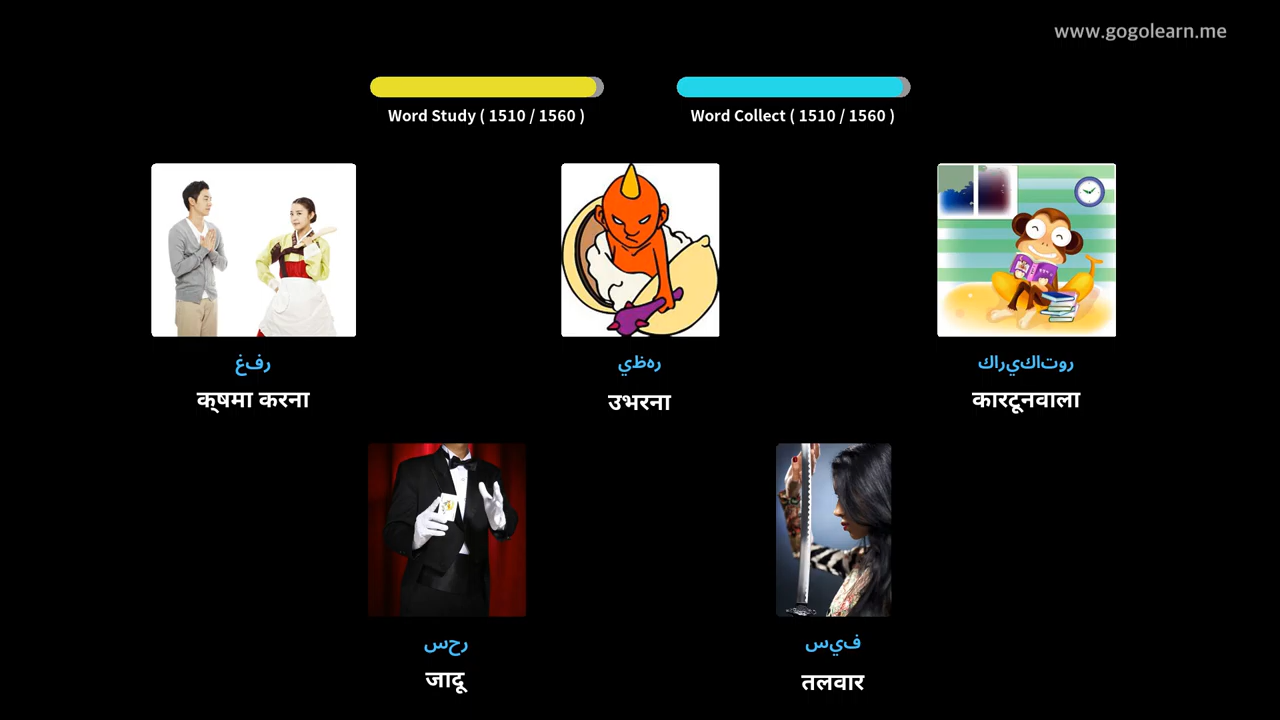 www.gogolearn.me
Word Study ( 1510 / 1560 )
Word Collect ( 1510 / 1560 )
رفغ
क्‌षमा करना
رهظي
उभरना
روتاكيراك
कारटूनवाला
رحس
जादू
فيس
तलवार